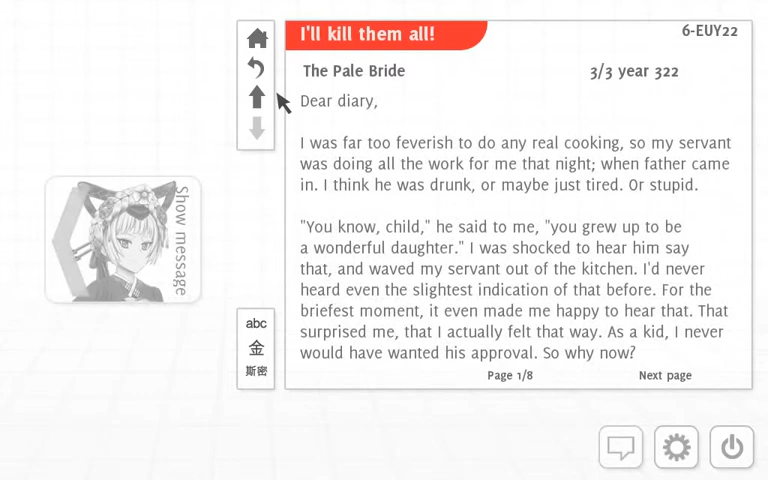 I'll kill them all!
6-EUY22
The Pale Bride
3/3 year 322
Dear diary,
I was far too feverish to do any real cooking, so my servant
was doing all the work for me that night; when father came
in. I think he was drunk, or maybe just tired. Or stupid.
"You know, child," he said to me, "you grew up to be
a wonderful daughter." I was shocked to hear him say
that, and waved my servant out of the kitchen. I'd never
heard even the slightest indication of that before. For the
briefest moment, it even made me happy to hear that. That
surprised me, that I actually felt that way. As a kid, I never
would have wanted his approval. So why now?
Page 1/8
Next page
Show message
abc
金
斯密